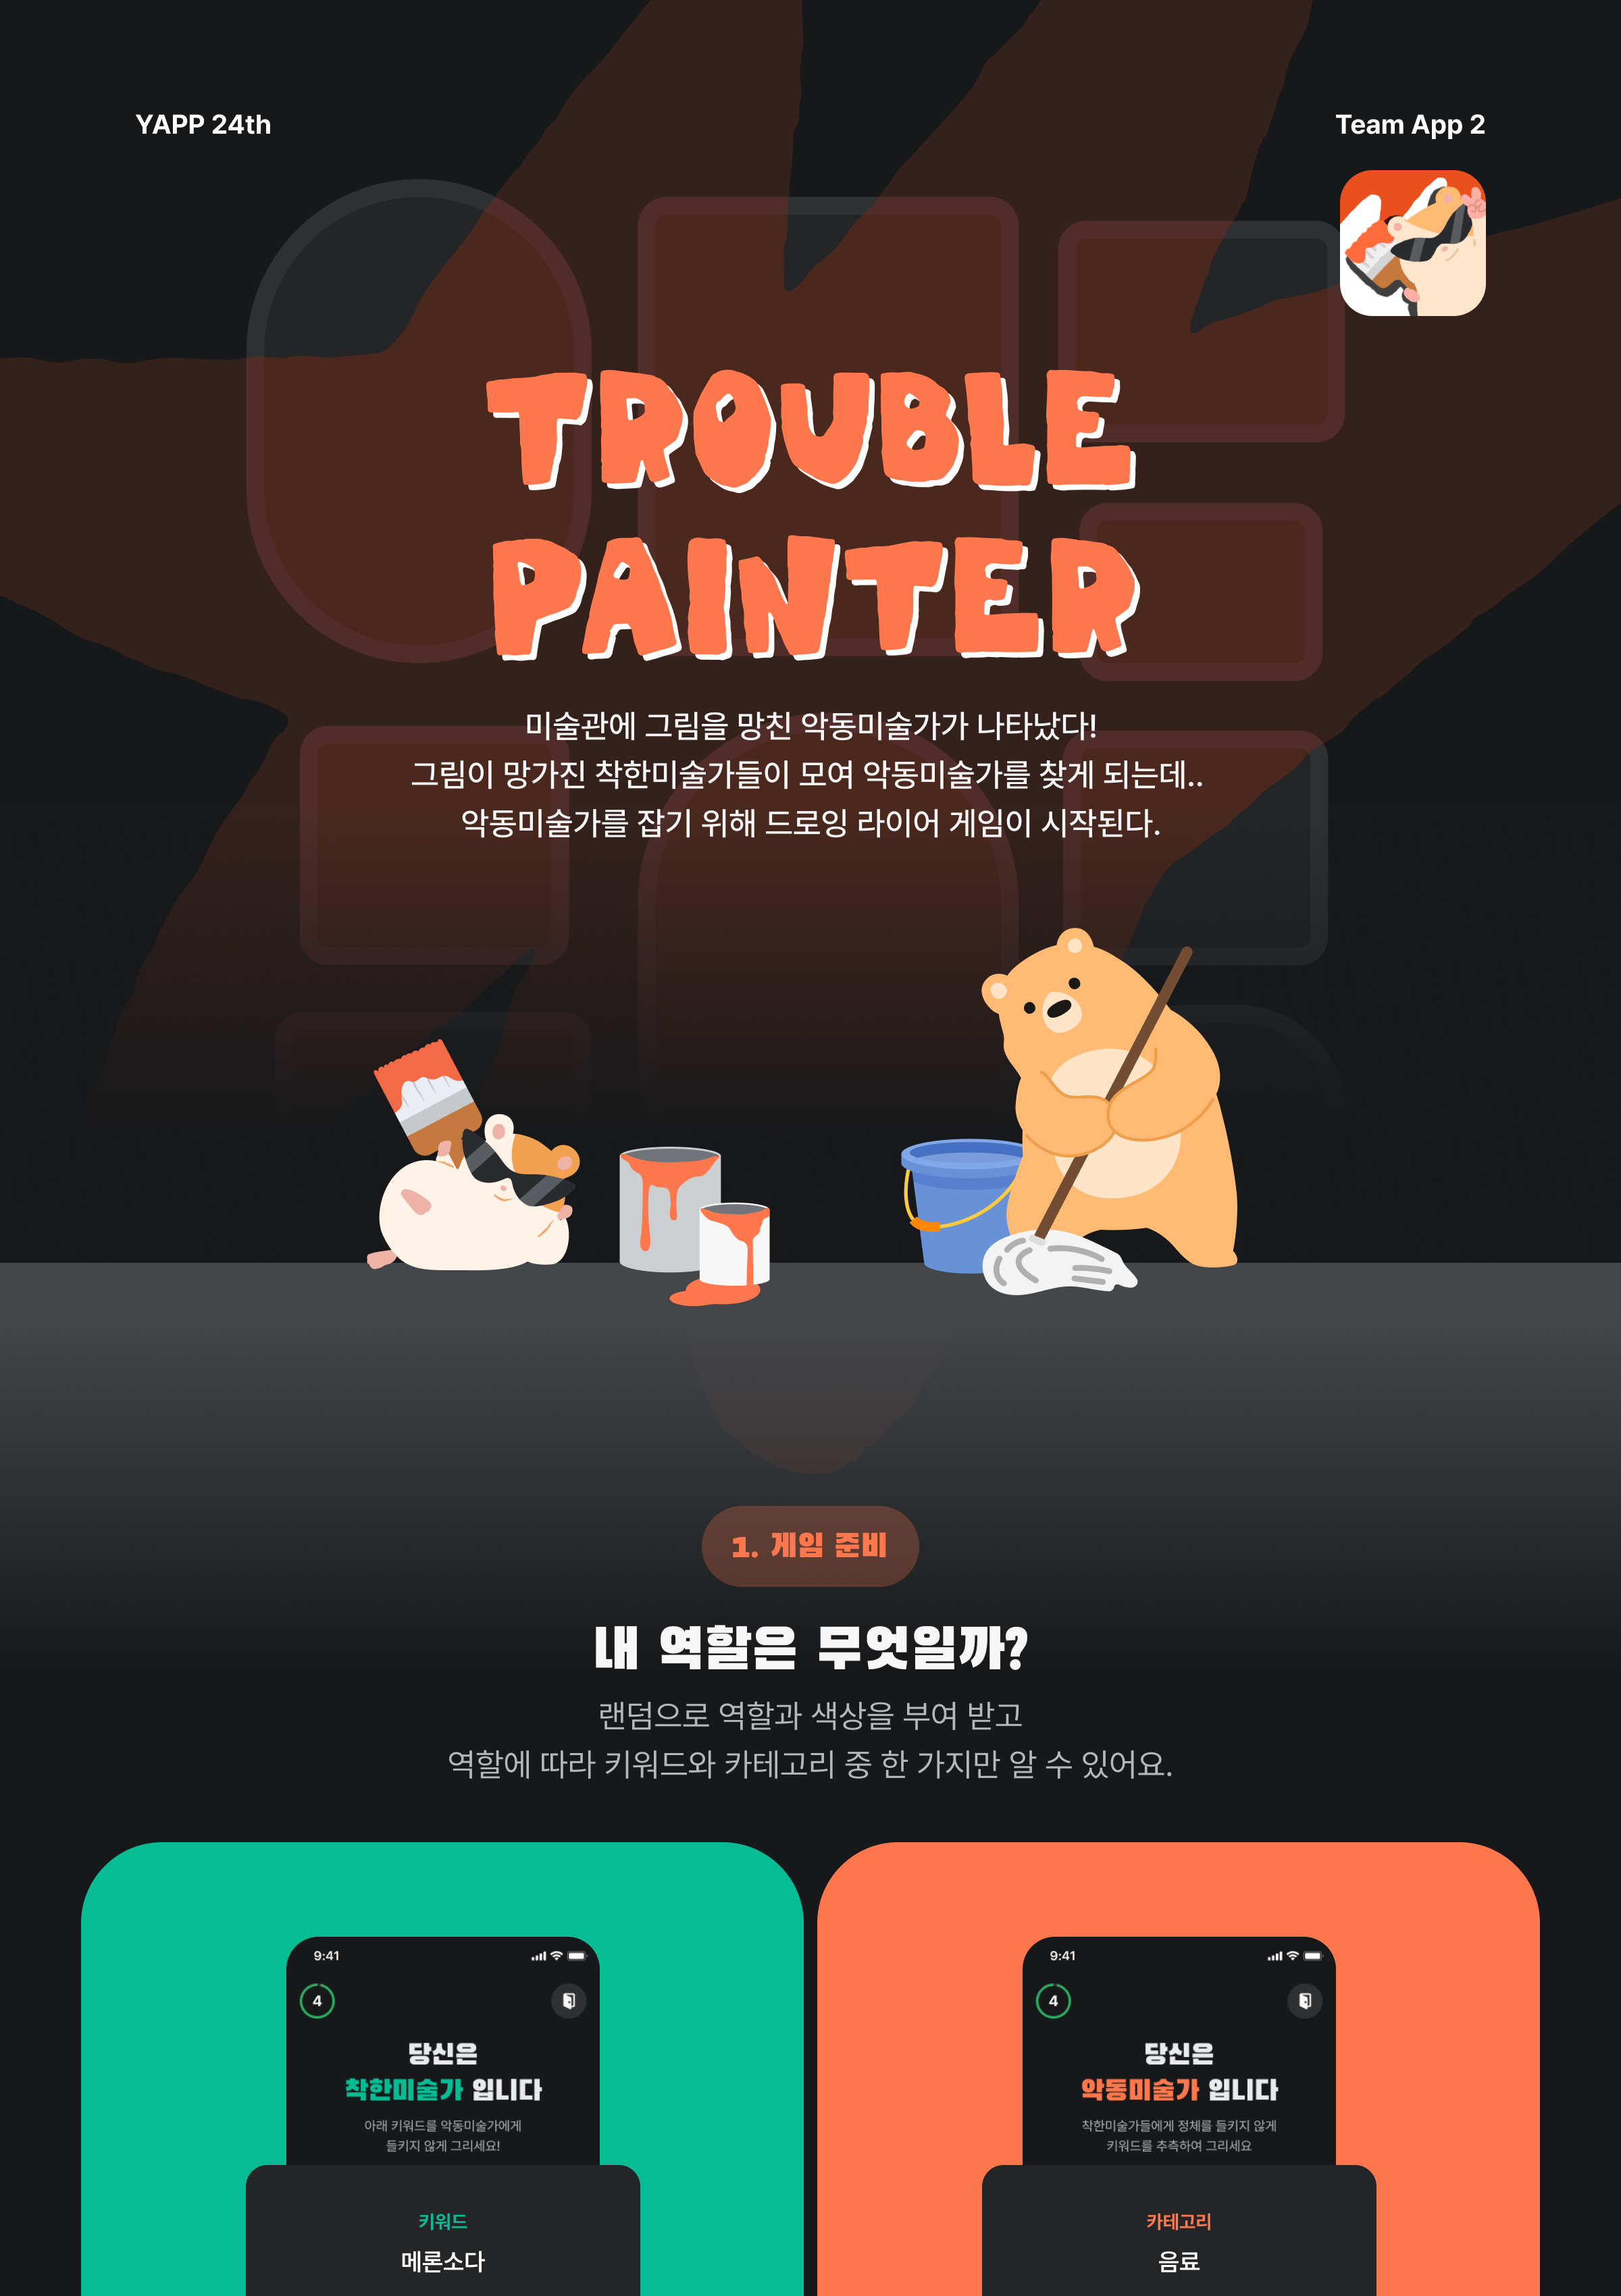 YAPP 24th
Team App 2
TROUBLE
PAINTER
미술관에 그림을 망친 악동미술가가 나타났다!
그림이 망가진 착한미술가들이 모여 악동미술가를 찾게 되는데..
악동미술가를 잡기 위해 드로잉 라이어 게임이 시작된다.
1. 게임 준비
내 역할은 무엇일까?
랜덤으로 역할과 색상을 부여 받고
역할에 따라 키워드와 카테고리 중 한 가지만 알 수 있어요.
9:41
4
당신은
착한미술가 입니다
아래 키워드를 악동미술가에게
들키지 않게 그리세요!
키워드
메론소다
9:41
4
당신은
악동미술가 입니다
착한미술가들에게 정체를 들키지 않게
키워드를 추측하여 그리세요
카테고리
음료